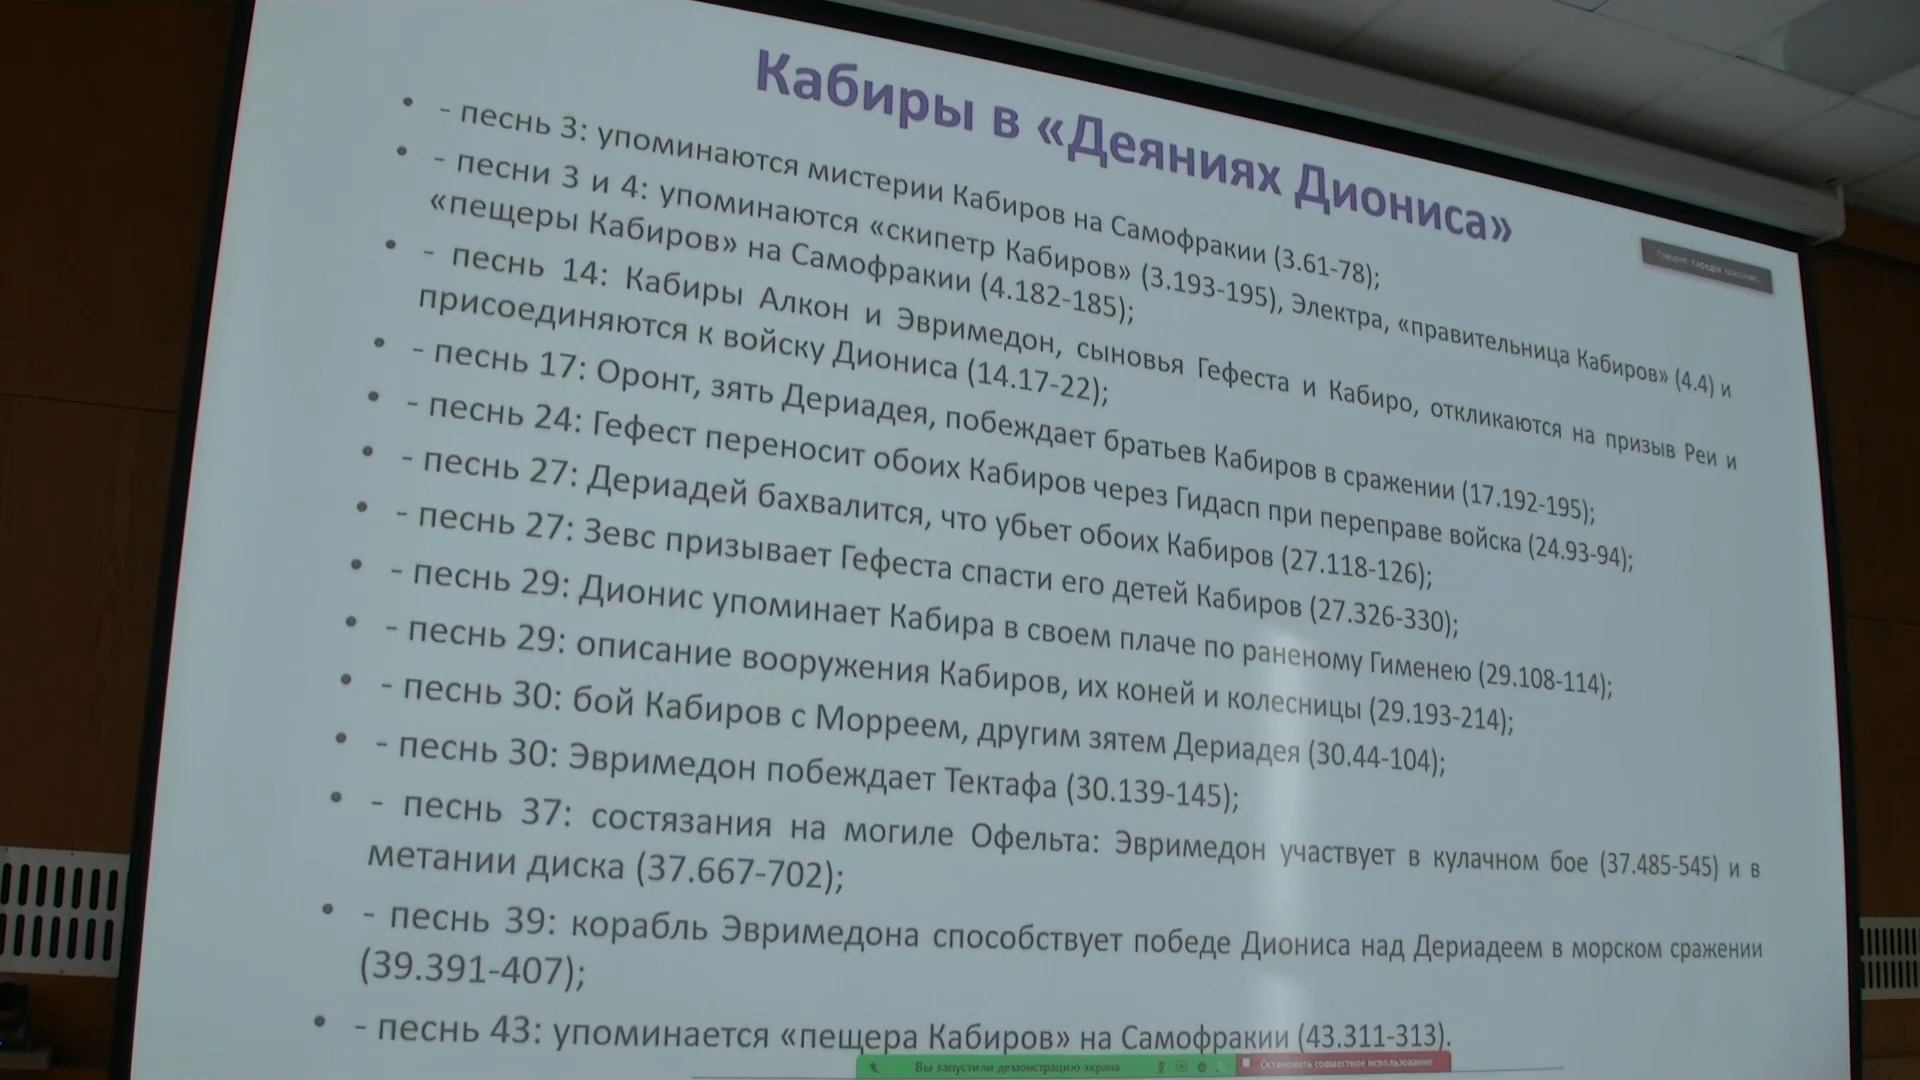 Кабиры в «Деяниях Диониса»
• - песнь 3: упоминаются мистерии Кабиров на Самофракии (3.61-78);
• - песни 3 и 4: упоминаются «скипетр Кабиров» (3.193-195), Электра, «правительница Кабиров» (4.4) и
«пещеры Кабиров» на Самофракии (4.182-185);
• - песнь 14: Кабиры Алкон и Эвримедон, сыновья Гефеста и Кабиро, откликаются на призыв Реи и
присоединяются к войску Диониса (14.17-22);
• - песнь 17: Оронт, зять Дериадея, побеждает братьев Кабиров в сражении (17.192-195);
• - песнь 24: Гефест переносит обоих Кабиров через Гидасп при переправе войска (24.93-94);
• - песнь 27: Дериадей бахвалится, что убьет обоих Кабиров (27.118-126);
• - песнь 27: Зевс призывает Гефеста спасти его детей Кабиров (27.326-330);
• - песнь 29: Дионис упоминает Кабира в своем плаче по раненому Гименею (29.108-114);
• - песнь 29: описание вооружения Кабиров, их коней и колесницы (29.193-214);
• - песнь 30: бой Кабиров с Морреем, другим зятем Дериадея (30.44-104);
• - песнь 30: Эвримедон побеждает Тектафа (30.139-145);
• - песнь 37: состязания на могиле Офельта: Эвримедон участвует в кулачном бое (37.485-545) и в
метании диска (37.667-702);
• - песнь 39: корабль Эвримедона способствует победе Диониса над Дериадеем в морском сражении
(39.391-407);
• - песнь 43: упоминается «пещера Кабиров» на Самофракии (43.311-313).
Вы запустили демонстрацию экрана
Остановить совместное использование